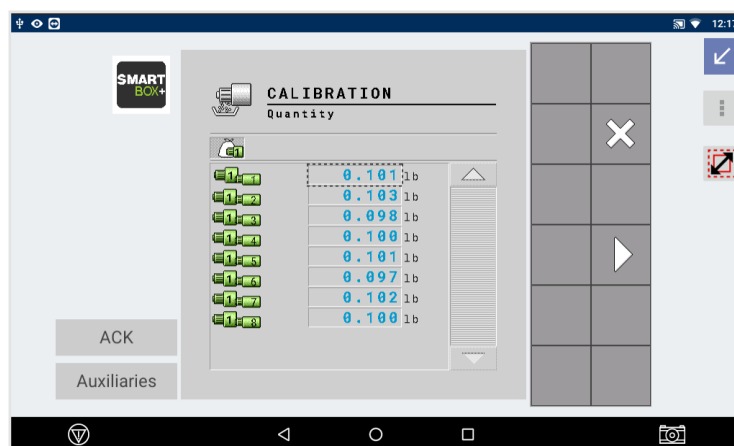 12:17
SMART
BOX+
CALIBRATION
Quantity
1
1 1 0.101 lb
1 2 0.103 lb
1 3 0.098 lb
1 4 0.100 lb
1 5 0.101 lb
1 6 0.097 lb
1 7 0.102 lb
1 8 0.100 lb
ACK
Auxiliaries